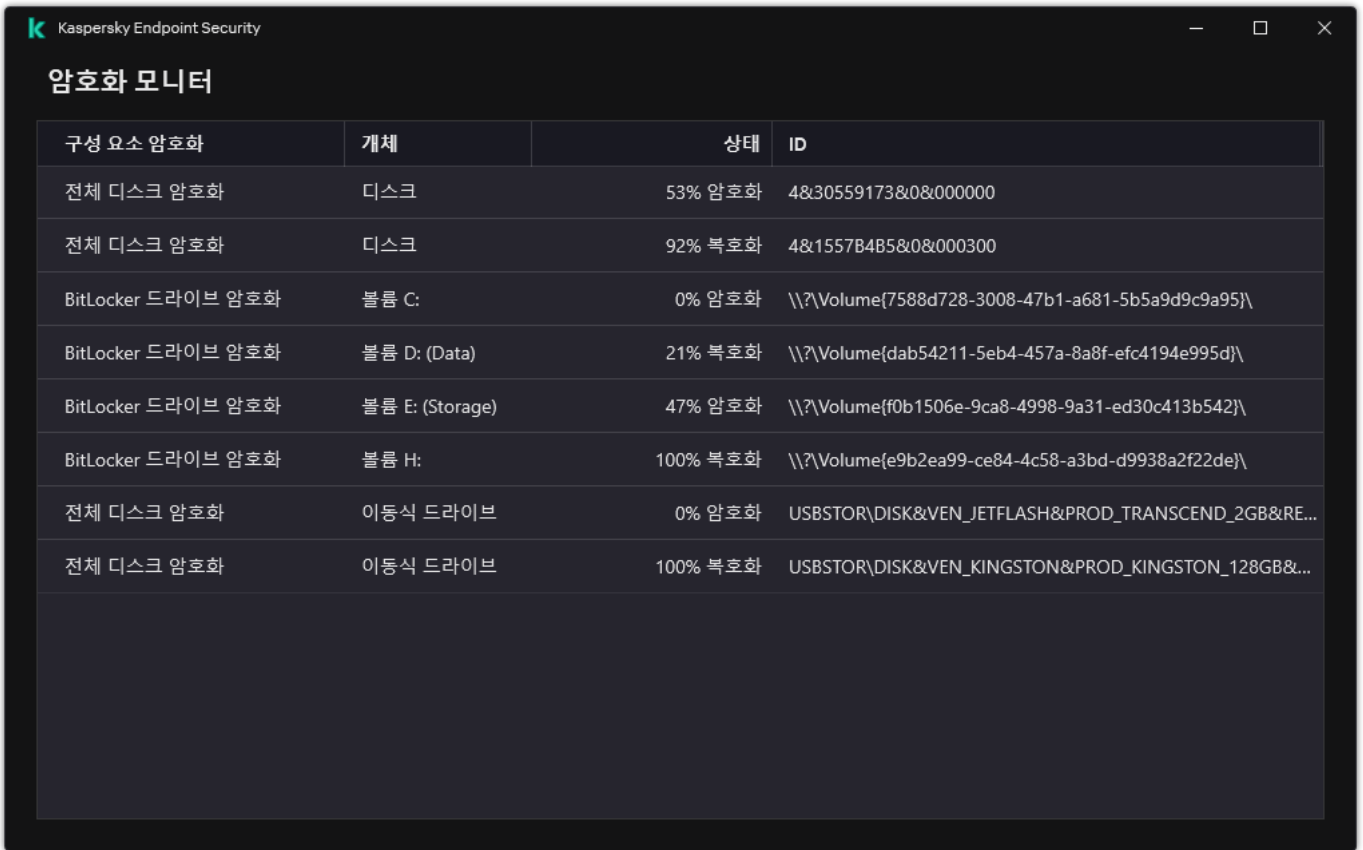 Kaspersky Endpoint Security
암호화 모니터
구성 요소 암호화 개체 상태 ID
전체 디스크 암호화 디스크 53% 암호화 4&30559173&0&000000
전체 디스크 암호화 디스크 92% 복호화 4&1557B4B5&0&000300
BitLocker 드라이브 암호화 볼륨 C: 0% 암호화 \\?\Volume{7588d728-3008-47b1-a681-5b5a9d9c9a95}\
BitLocker 드라이브 암호화 볼륨 D: (Data) 21% 복호화 \\?\Volume{dab54211-5eb4-457a-8a8f-efc4194e995d}\
BitLocker 드라이브 암호화 볼륨 E: (Storage) 47% 암호화 \\?\Volume{f0b1506e-9ca8-4998-9a31-ed30c413b542}\
BitLocker 드라이브 암호화 볼륨 H: 100% 복호화 \\?\Volume{e9b2ea99-ce84-4c58-a3bd-d9938a2f22de}\
전체 디스크 암호화 이동식 드라이브 0% 암호화 USBSTOR\DISK&VEN_JETFLASH&PROD_TRANSCEND_2GB&RE...
전체 디스크 암호화 이동식 드라이브 100% 복호화 USBSTOR\DISK&VEN_KINGSTON&PROD_KINGSTON_128GB&...